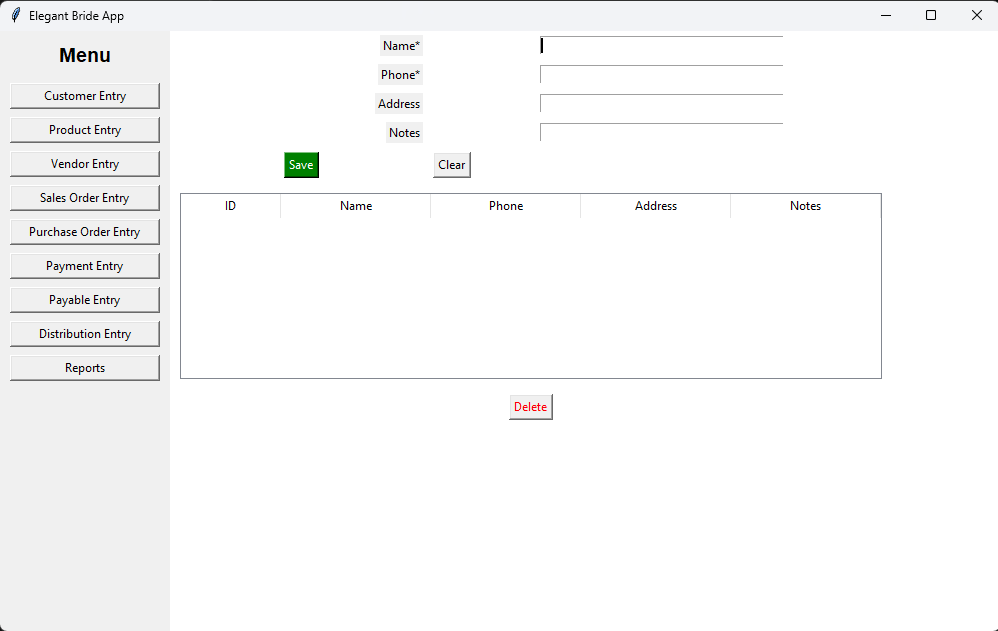 Elegant Bride App
Menu
Customer Entry
Product Entry
Vendor Entry
Sales Order Entry
Purchase Order Entry
Payment Entry
Payable Entry
Distribution Entry
Reports
Name*
Phone*
Address
Notes
Save Clear
ID Name Phone Address Notes
Delete